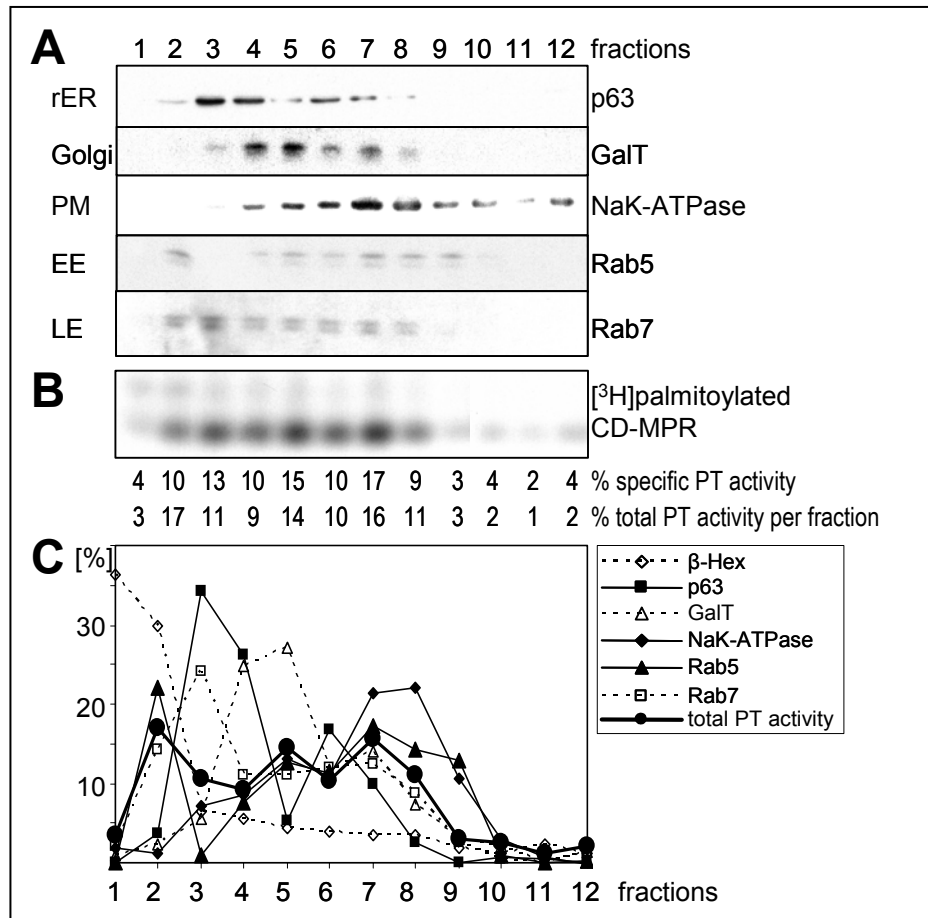 A 1 2 3 4 5 6 7 8 9 10 11 12 fractions
rER p63
Golgi GalT
PM NaK-ATPase
EE Rab5
LE Rab7
B [³H]palmitoylated
CD-MPR
4 10 13 10 15 10 17 9 3 4 2 4 % specific PT activity
3 17 11 9 14 10 16 11 3 2 1 2 % total PT activity per fraction
C [%]
30
20
10
1 2 3 4 5 6 7 8 9 10 11 12 fractions
β-Hex
p63
GalT
NaK-ATPase
Rab5
Rab7
total PT activity